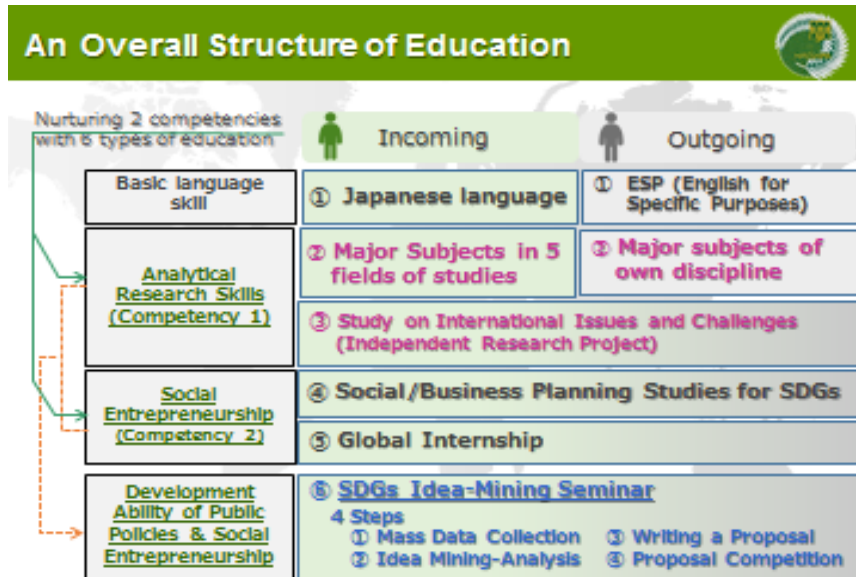 An Overall Structure of Education
Nurturing 2 competencies
with 6 types of education
Incoming
Outgoing
Basic language
skill
① Japanese language
① ESP (English for
Specific Purposes)
Analytical
Research Skills
(Competency 1)
② Major Subjects in 5
fields of studies
② Major subjects of
own discipline
③ Study on International Issues and Challenges
(Independent Research Project)
Social
Entrepreneurship
(Competency 2)
④ Social/Business Planning Studies for SDGs
⑤ Global Internship
Development
Ability of Public
Policies & Social
Entrepreneurship
⑥ SDGs Idea-Mining Seminar
4 Steps
① Mass Data Collection
③ Writing a Proposal
② Idea Mining-Analysis
④ Proposal Competition